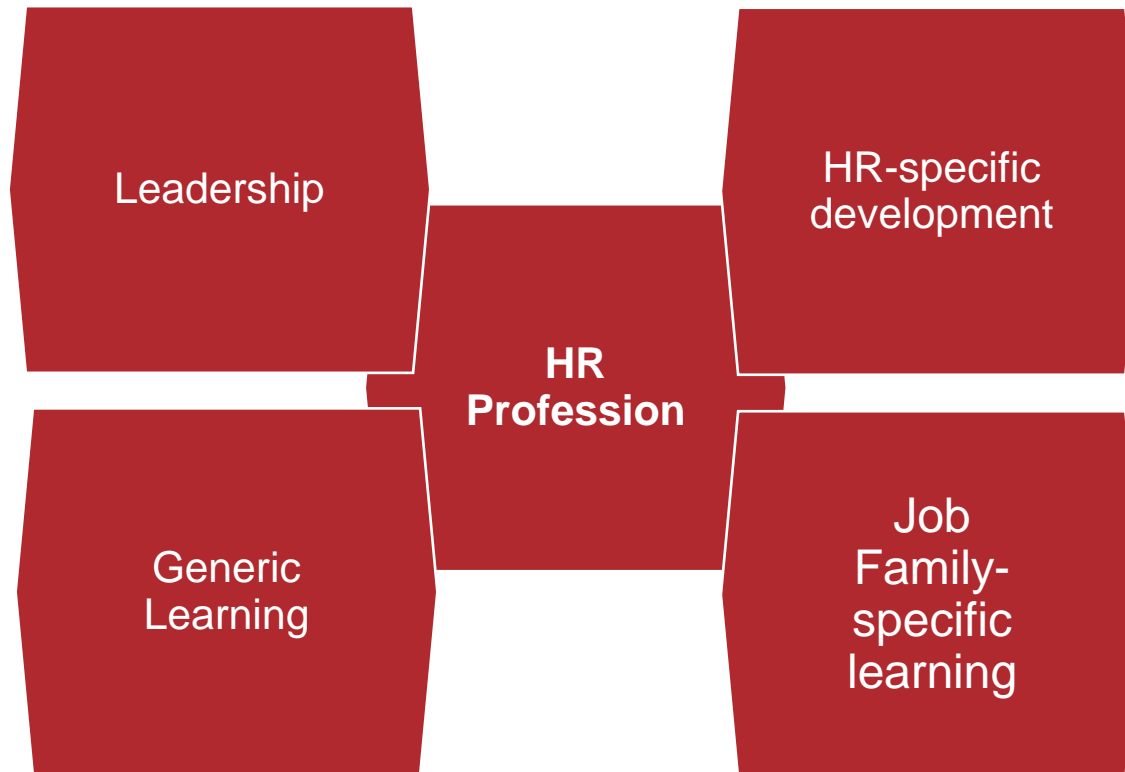 Leadership
HR-specific
development
HR
Profession
Generic
Learning
Job
Family-
specific
learning